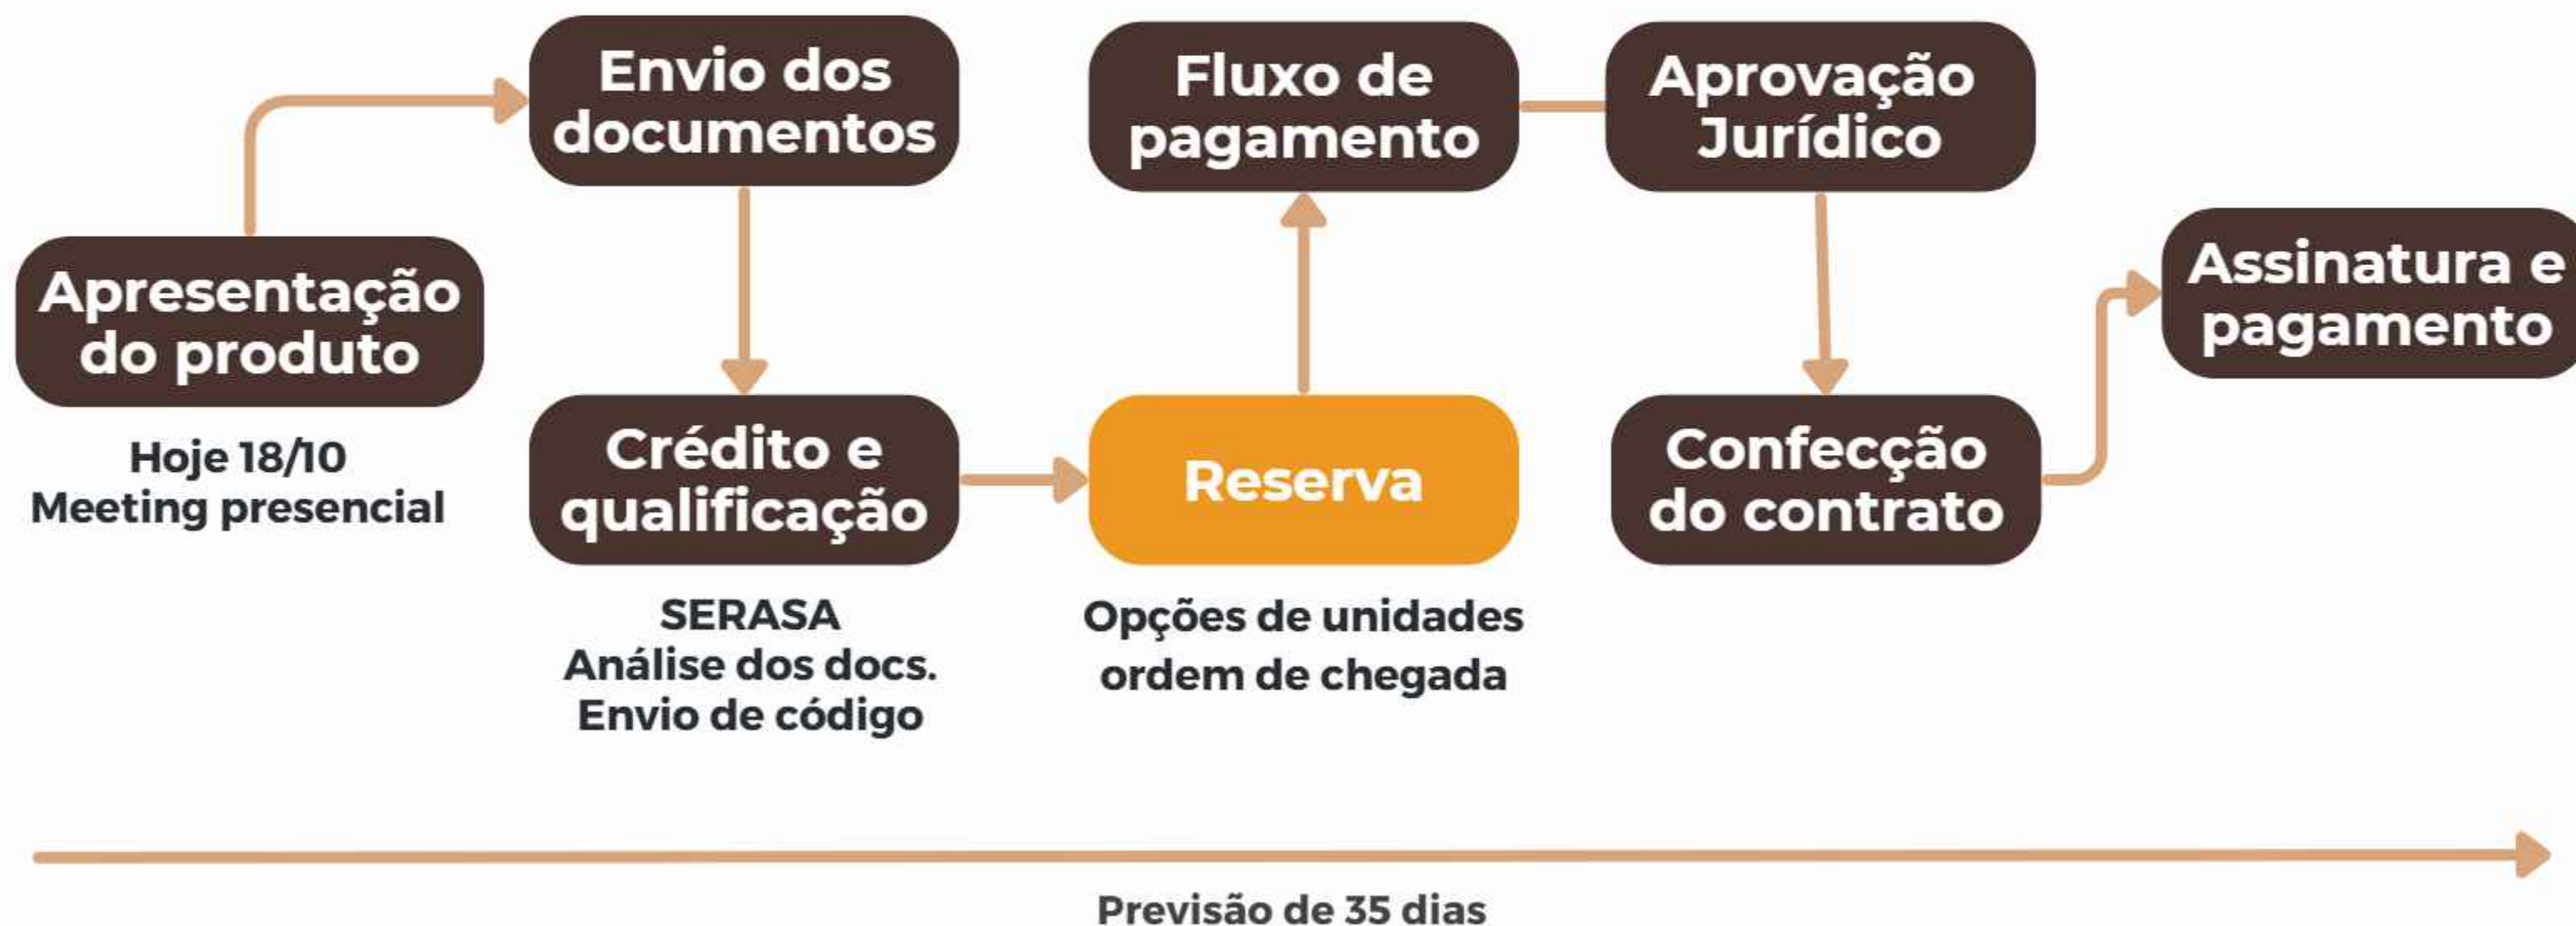 Apresentação
do produto
Hoje 18/10
Meeting presencial
Envio dos
documentos
Crédito e
qualificação
SERASA
Análise dos docs.
Envio de código
Reserva
Opções de unidades
ordem de chegada
Fluxo de
pagamento
Aprovação
Jurídico
Confecção
do contrato
Assinatura e
pagamento
Previsão de 35 dias